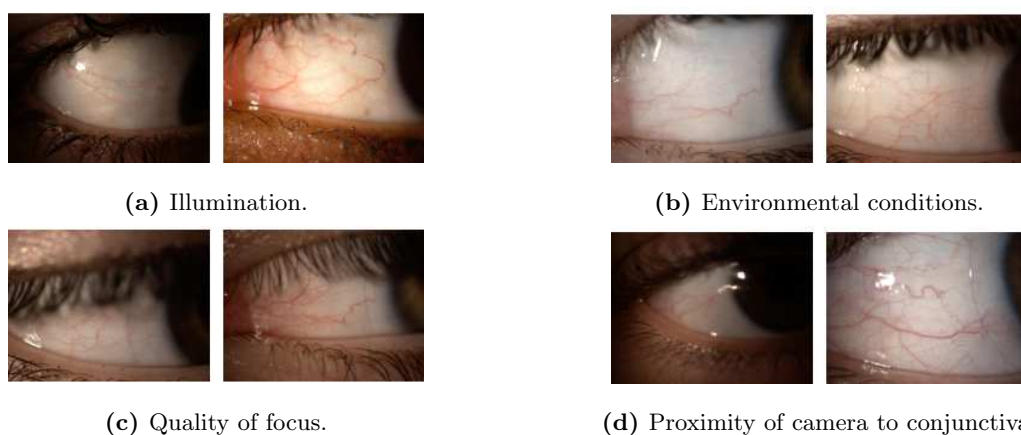 (a) Illumination.
(b) Environmental conditions.
(c) Quality of focus.
(d) Proximity of camera to conjunctiva